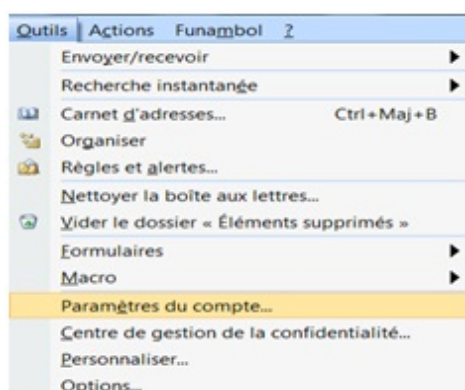 Outils Actions Funambol ?
Envoyer/recevoir
Recherche instantanée
Carnet d'adresses... Ctrl+Maj+B
Organiser
Règles et alertes...
Nettoyer la boîte aux lettres...
Vider le dossier « Éléments supprimés »
Formulaires
Macro
Paramètres du compte...
Centre de gestion de la confidentialité...
Personnaliser...
Options...